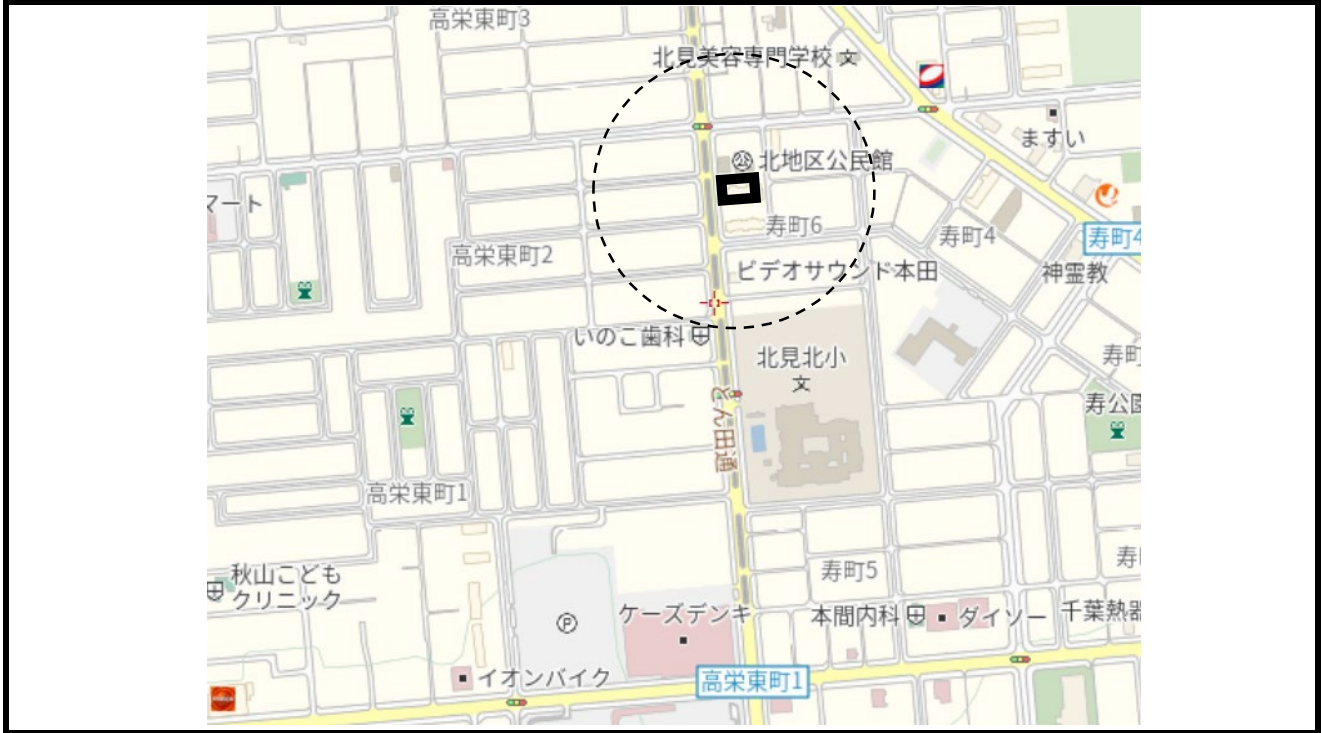 高栄東町3
北見美容専門学校
ますい
北地区公民館
マート
寿町6
寿町4
寿町4
高栄東町2
ビデオサウンド本田
神霊教
いのこ歯科
北見北小
文
寿町
とん田通
寿公園
高栄東町1
寿町5
寿
秋山こども
クリニック
P
ケーズデンキ
本間内科
ダイソー
千葉熱器
イオンバイク
高栄東町1